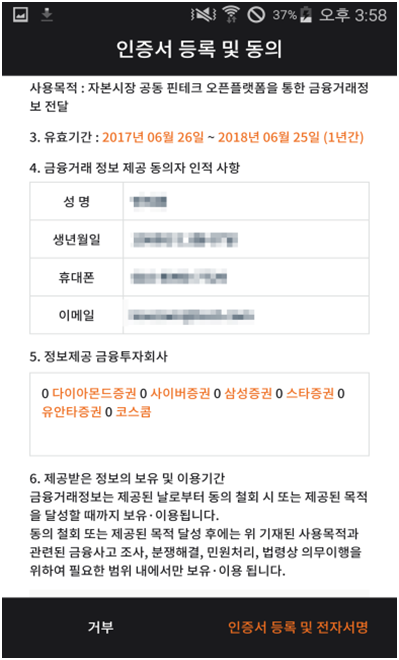 37% 오후 3:58
인증서 등록 및 동의
사용목적 : 자본시장 공동 핀테크 오픈플랫폼을 통한 금융거래정
보 전달
3. 유효기간 : 2017년 06월 26일 ~ 2018년 06월 25일 (1년간)
4. 금융거래 정보 제공 동의자 인적 사항
성 명
생년월일
휴대폰
이메일
5. 정보제공 금융투자회사
0 다이아몬드증권 0 사이버증권 0 삼성증권 0 스타증권 0
유안타증권 0 코스콤
6. 제공받은 정보의 보유 및 이용기간
금융거래정보는 제공된 날로부터 동의 철회 시 또는 제공된 목적
을 달성할 때까지 보유·이용됩니다.
동의 철회 또는 제공된 목적 달성 후에는 위 기재된 사용목적과
관련된 금융사고 조사, 분쟁해결, 민원처리, 법령상 의무이행을
위하여 필요한 범위 내에서만 보유·이용 됩니다.
거부 인증서 등록 및 전자서명